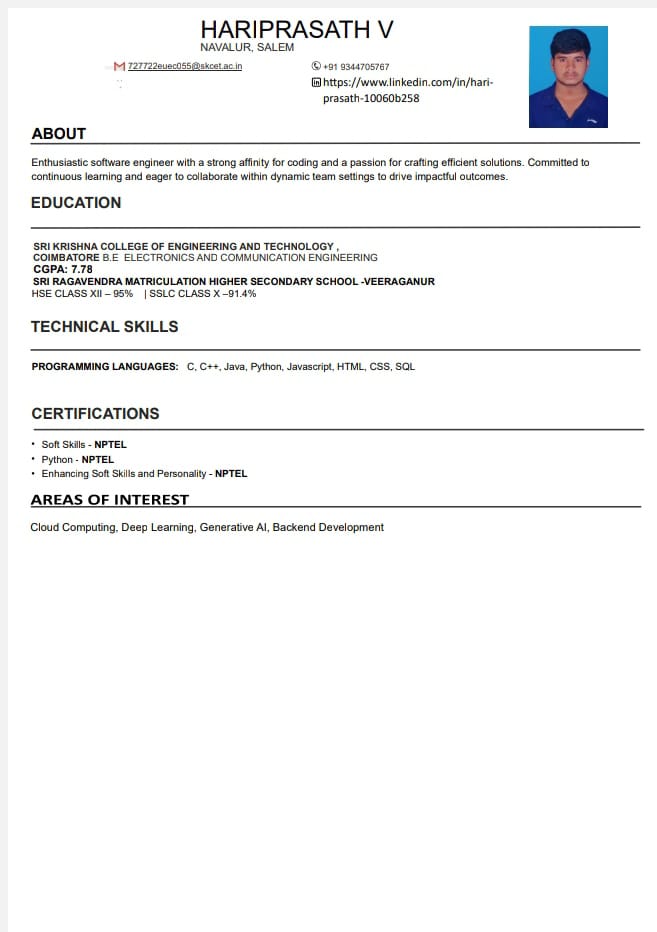 HARIPRASATH V
NAVALUR, SALEM
727722euec055@skcet.ac.in
+91 9344705767
https://www.linkedin.com/in/hari-
prasath-10060b258
ABOUT
Enthusiastic software engineer with a strong affinity for coding and a passion for crafting efficient solutions. Committed to
continuous learning and eager to collaborate within dynamic team settings to drive impactful outcomes.
EDUCATION
SRI KRISHNA COLLEGE OF ENGINEERING AND TECHNOLOGY ,
COIMBATORE B.E ELECTRONICS AND COMMUNICATION ENGINEERING
CGPA: 7.78
SRI RAGAVENDRA MATRICULATION HIGHER SECONDARY SCHOOL -VEERAGANUR
HSE CLASS XII – 95% | SSLC CLASS X –91.4%
TECHNICAL SKILLS
PROGRAMMING LANGUAGES: C, C++, Java, Python, Javascript, HTML, CSS, SQL
CERTIFICATIONS
• Soft Skills - NPTEL
• Python - NPTEL
• Enhancing Soft Skills and Personality - NPTEL
AREAS OF INTEREST
Cloud Computing, Deep Learning, Generative AI, Backend Development